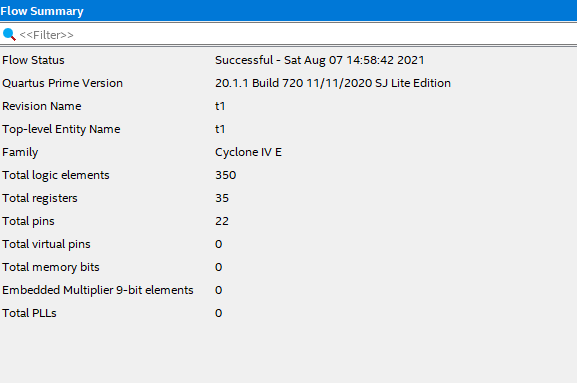 Flow Summary
<<Filter>>
Flow Status Successful - Sat Aug 07 14:58:42 2021
Quartus Prime Version 20.1.1 Build 720 11/11/2020 SJ Lite Edition
Revision Name t1
Top-level Entity Name t1
Family Cyclone IV E
Total logic elements 350
Total registers 35
Total pins 22
Total virtual pins 0
Total memory bits 0
Embedded Multiplier 9-bit elements 0
Total PLLs 0